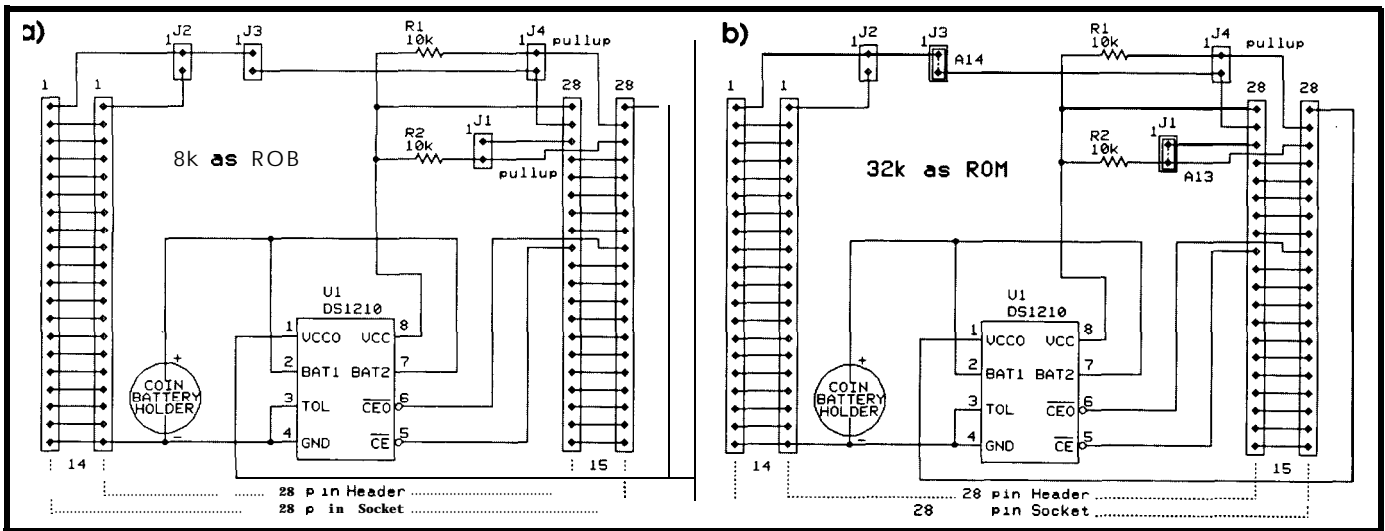 a)
J2
1
J3
1
R1
10k
J4
1
pullup
1
1
28
28
R2
10k
J1
1
pullup
8k as ROB
U1
DS1210
1 VCCO VCC 8
2 BAT1 BAT2 7
3 TOL CEO 6
4 GND CE 5
+
COIN
BATTERY
HOLDER
−
14
15
28 p in Header
28 p in Socket
b)
J2
1
J3
1
A14
R1
10k
J4
1
pullup
1
1
28
28
R2
10k
J1
1
A13
32k as ROM
U1
DS1210
1 VCCO VCC 8
2 BAT1 BAT2 7
3 TOL CEO 6
4 GND CE 5
+
COIN
BATTERY
HOLDER
−
14
15
28 pin Header
28 pin Socket